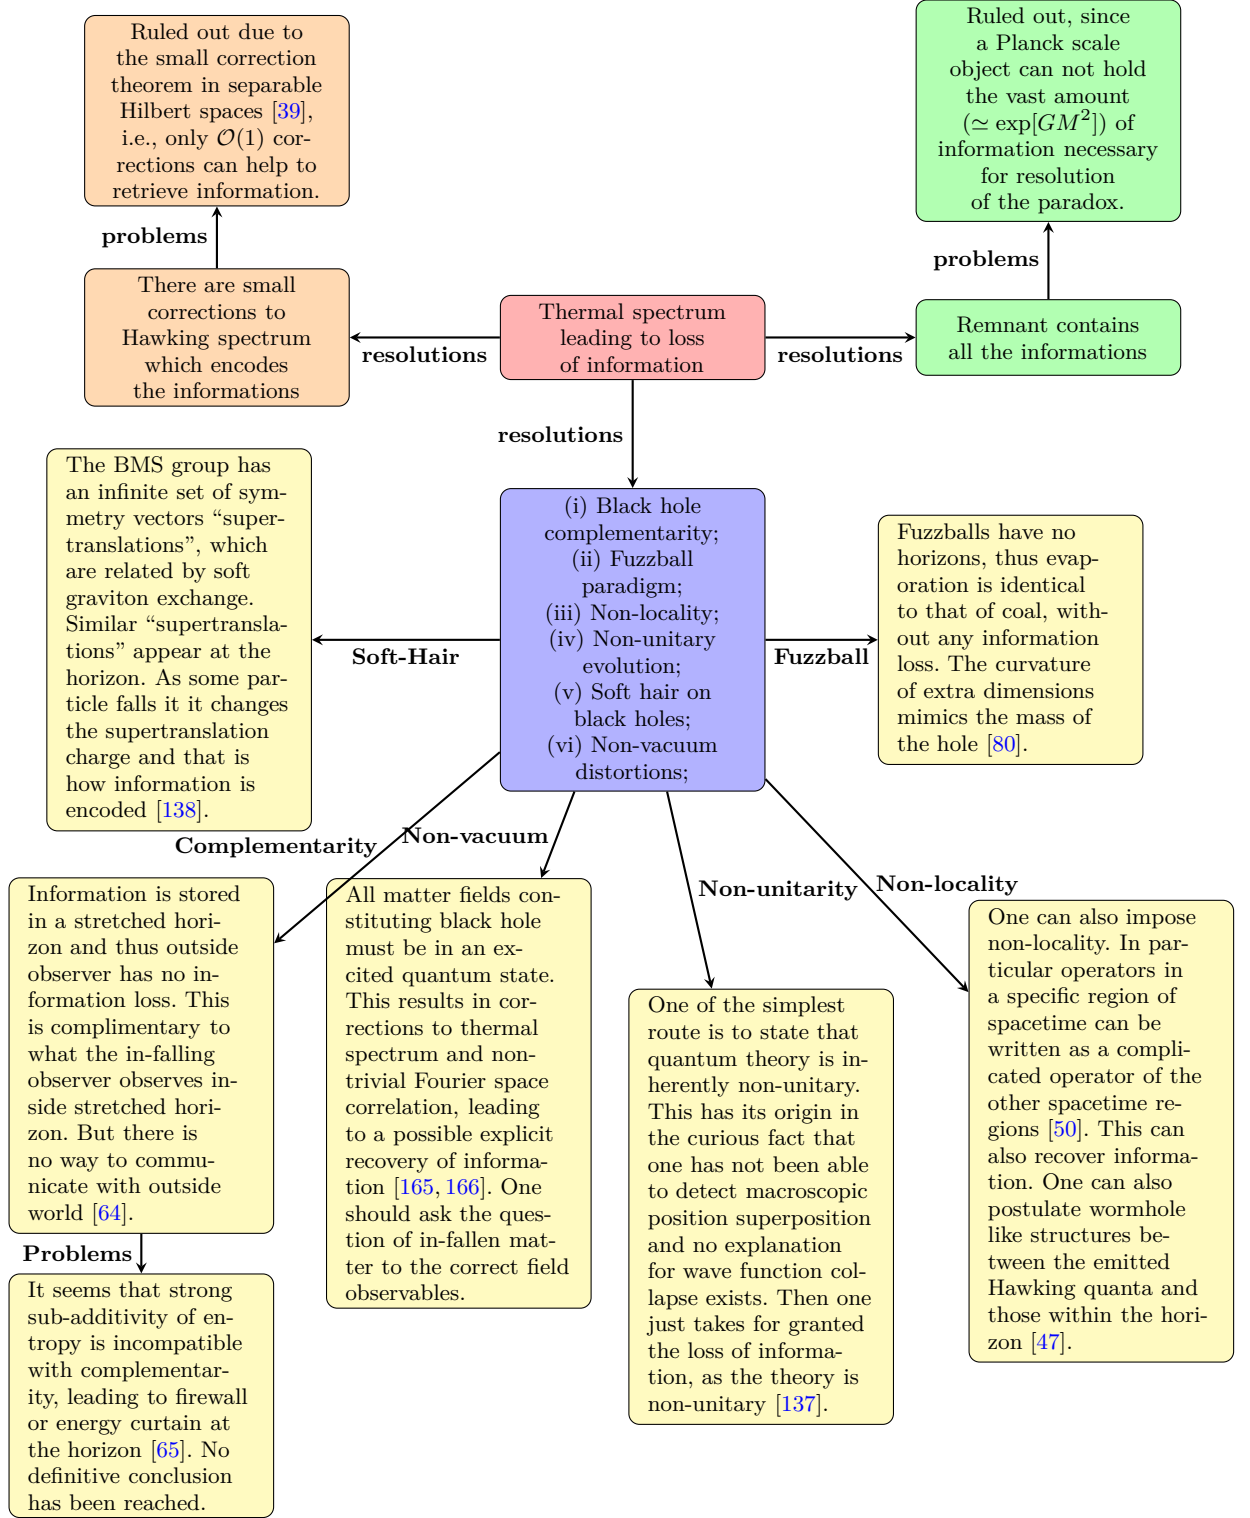 Ruled out due to
the small correction
theorem in separable
Hilbert spaces [39],
i.e., only 𝒪(1) cor-
rections can help to
retrieve information.
Ruled out, since
a Planck scale
object can not hold
the vast amount
(≃ exp[GM²]) of
information necessary
for resolution
of the paradox.
problems
problems
There are small
corrections to
Hawking spectrum
which encodes
the informations
resolutions
Thermal spectrum
leading to loss
of information
resolutions
Remnant contains
all the informations
resolutions
The BMS group has
an infinite set of sym-
metry vectors “super-
translations”, which
are related by soft
graviton exchange.
Similar “supertransla-
tions” appear at the
horizon. As some par-
ticle falls it it changes
the supertranslation
charge and that is
how information is
encoded [138].
Soft-Hair
(i) Black hole
complementarity;
(ii) Fuzzball
paradigm;
(iii) Non-locality;
(iv) Non-unitary
evolution;
(v) Soft hair on
black holes;
(vi) Non-vacuum
distortions;
Fuzzball
Fuzzballs have no
horizons, thus evap-
oration is identical
to that of coal, with-
out any information
loss. The curvature
of extra dimensions
mimics the mass of
the hole [80].
Complementarity
Non-vacuum
Non-unitarity
Non-locality
Information is stored
in a stretched hori-
zon and thus outside
observer has no in-
formation loss. This
is complimentary to
what the in-falling
observer observes in-
side stretched hori-
zon. But there is
no way to commu-
nicate with outside
world [64].
All matter fields con-
stituting black hole
must be in an ex-
cited quantum state.
This results in cor-
rections to thermal
spectrum and non-
trivial Fourier space
correlation, leading
to a possible explicit
recovery of informa-
tion [165, 166]. One
should ask the ques-
tion of in-fallen mat-
ter to the correct field
observables.
One of the simplest
route is to state that
quantum theory is in-
herently non-unitary.
This has its origin in
the curious fact that
one has not been able
to detect macroscopic
position superposition
and no explanation
for wave function col-
lapse exists. Then one
just takes for granted
the loss of informa-
tion, as the theory is
non-unitary [137].
One can also impose
non-locality. In par-
ticular operators in
a specific region of
spacetime can be
written as a compli-
cated operator of the
other spacetime re-
gions [50]. This can
also recover informa-
tion. One can also
postulate wormhole
like structures be-
tween the emitted
Hawking quanta and
those within the hori-
zon [47].
Problems
It seems that strong
sub-additivity of en-
tropy is incompatible
with complementar-
ity, leading to firewall
or energy curtain at
the horizon [65]. No
definitive conclusion
has been reached.